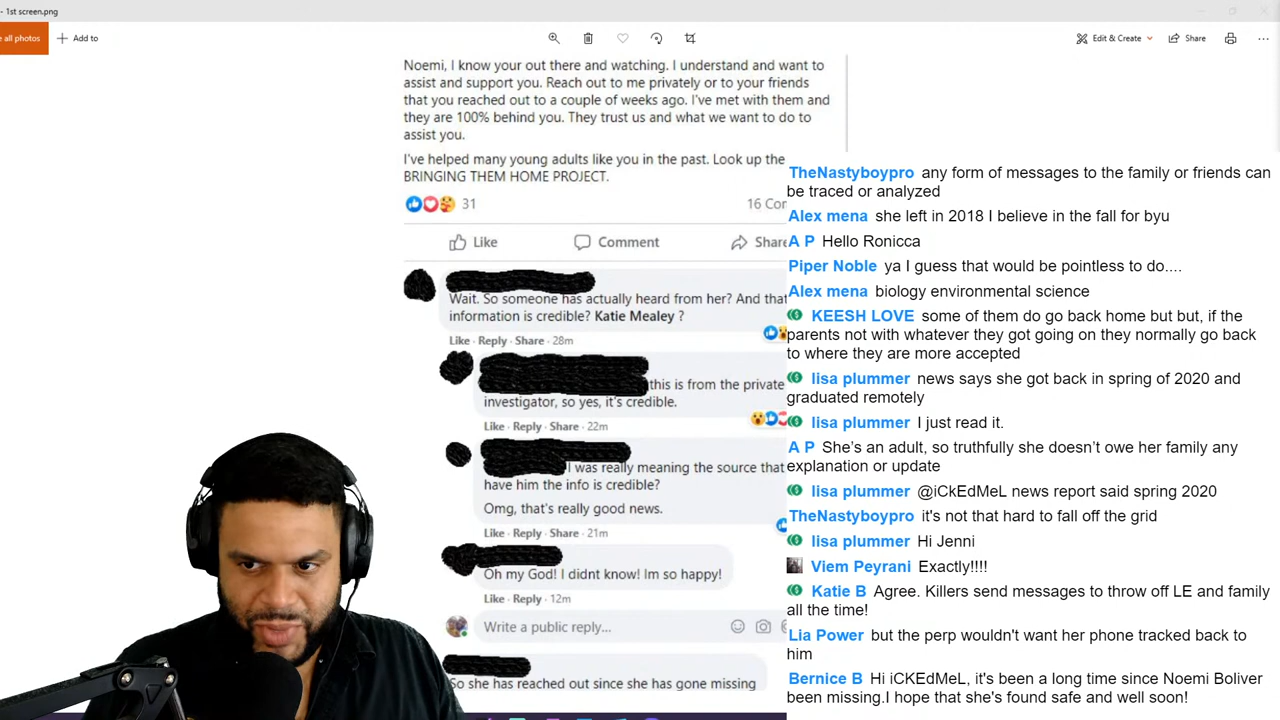 - 1st screen.png
e all photos
Add to
Edit & Create
Share
Noemi, I know your out there and watching. I understand and want to
assist and support you. Reach out to me privately or to your friends
that you reached out to a couple of weeks ago. I've met with them and
they are 100% behind you. They trust us and what we want to do to
assist you.
I've helped many young adults like you in the past. Look up the
BRINGING THEM HOME PROJECT.
31
16 Con
Like
Comment
Share
Wait. So someone has actually heard from her? And that
information is credible? Katie Mealey ?
Like · Reply · Share · 28m
this is from the private
investigator, so yes, it's credible.
Like · Reply · Share · 22m
I was really meaning the source that
have him the info is credible?
Omg, that's really good news.
Like · Reply · Share · 21m
Oh my God! I didnt know! Im so happy!
Like · Reply · 12m
Write a public reply...
So she has reached out since she has gone missing
TheNastyboypro any form of messages to the family or friends can
be traced or analyzed
Alex mena she left in 2018 I believe in the fall for byu
A P Hello Ronicca
Piper Noble ya I guess that would be pointless to do....
Alex mena biology environmental science
KEESH LOVE some of them do go back home but but, if the
parents not with whatever they got going on they normally go back
to where they are more accepted
lisa plummer news says she got back in spring of 2020 and
graduated remotely
lisa plummer I just read it.
A P She's an adult, so truthfully she doesn't owe her family any
explanation or update
lisa plummer @iCkEdMeL news report said spring 2020
TheNastyboypro it's not that hard to fall off the grid
lisa plummer Hi Jenni
Viem Peyrani Exactly!!!!
Katie B Agree. Killers send messages to throw off LE and family
all the time!
Lia Power but the perp wouldn't want her phone tracked back to
him
Bernice B Hi iCKEdMeL, it's been a long time since Noemi Boliver
been missing.I hope that she's found safe and well soon!